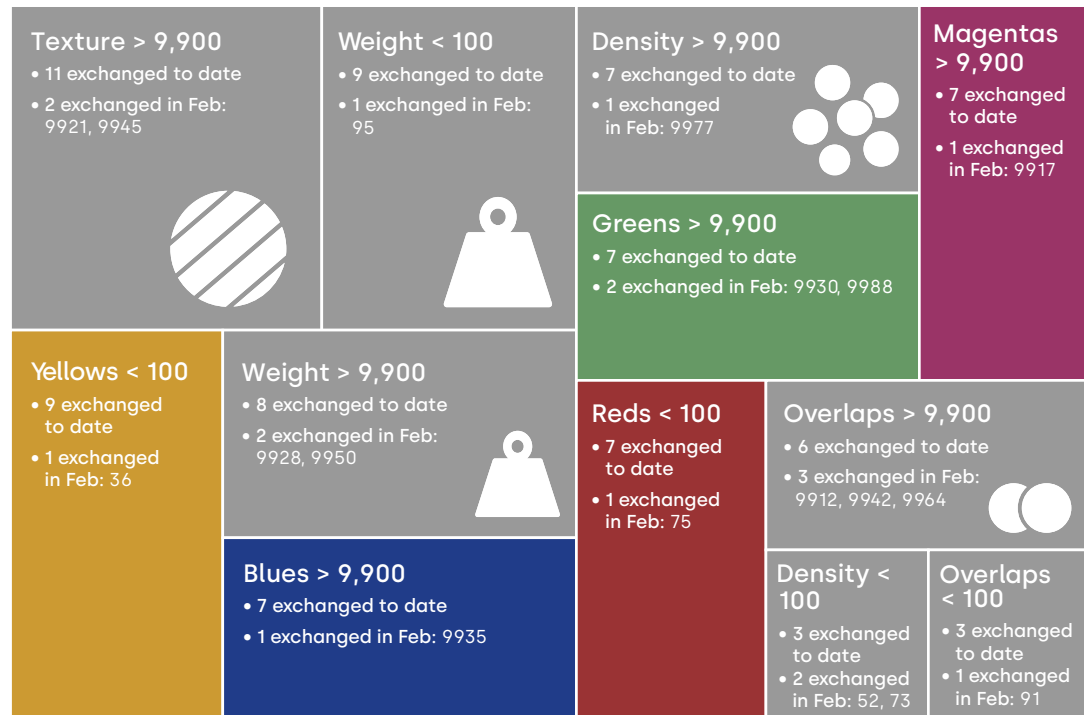 Texture > 9,900
• 11 exchanged to date
• 2 exchanged in Feb:
9921, 9945
Weight < 100
• 9 exchanged to date
• 1 exchanged in Feb:
95
Density > 9,900
• 7 exchanged to date
• 1 exchanged
in Feb: 9977
Magentas
> 9,900
• 7 exchanged
to date
• 1 exchanged
in Feb: 9917
Greens > 9,900
• 7 exchanged to date
• 2 exchanged in Feb: 9930, 9988
Yellows < 100
• 9 exchanged
to date
• 1 exchanged
in Feb: 36
Weight > 9,900
• 8 exchanged to date
• 2 exchanged in Feb:
9928, 9950
Blues > 9,900
• 7 exchanged to date
• 1 exchanged in Feb: 9935
Reds < 100
• 7 exchanged
to date
• 1 exchanged
in Feb: 75
Overlaps > 9,900
• 6 exchanged to date
• 3 exchanged in Feb:
9912, 9942, 9964
Density <
100
• 3 exchanged
to date
• 2 exchanged
in Feb: 52, 73
Overlaps
< 100
• 3 exchanged
to date
• 1 exchanged
in Feb: 91